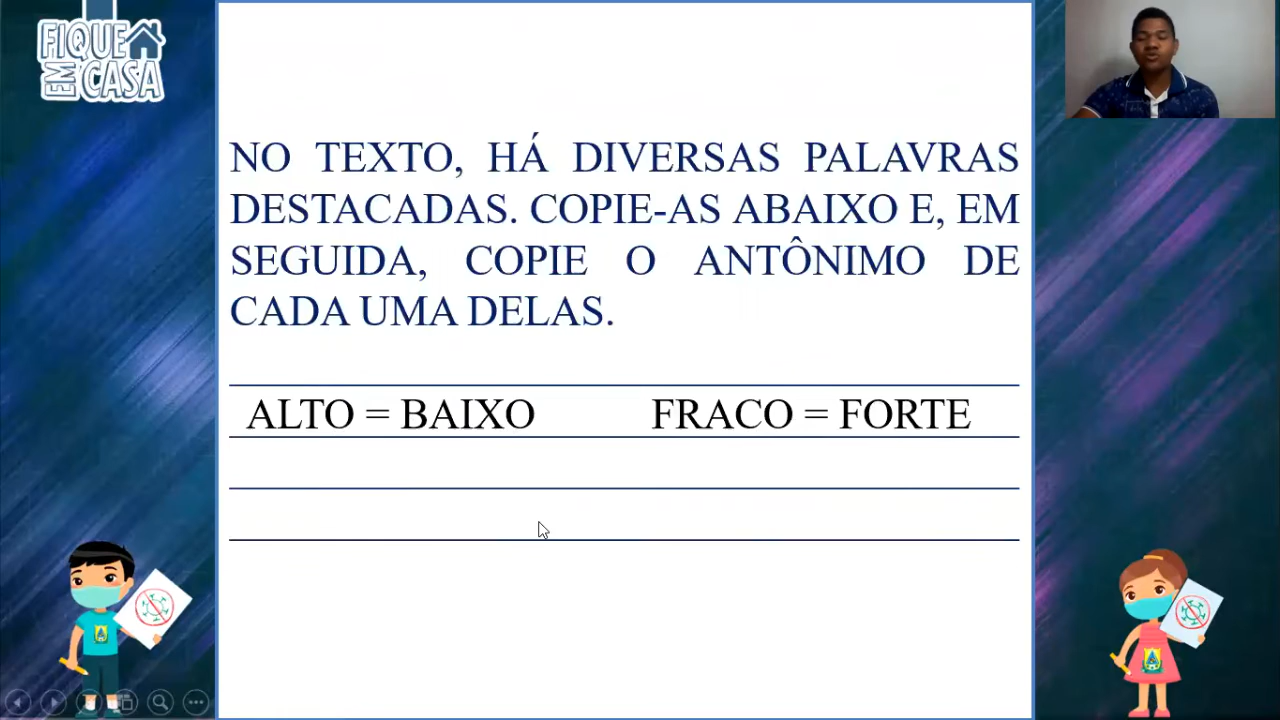 FIQUE
EM CASA
NO TEXTO, HÁ DIVERSAS PALAVRAS
DESTACADAS. COPIE-AS ABAIXO E, EM
SEGUIDA, COPIE O ANTÔNIMO DE
CADA UMA DELAS.
ALTO = BAIXO FRACO = FORTE